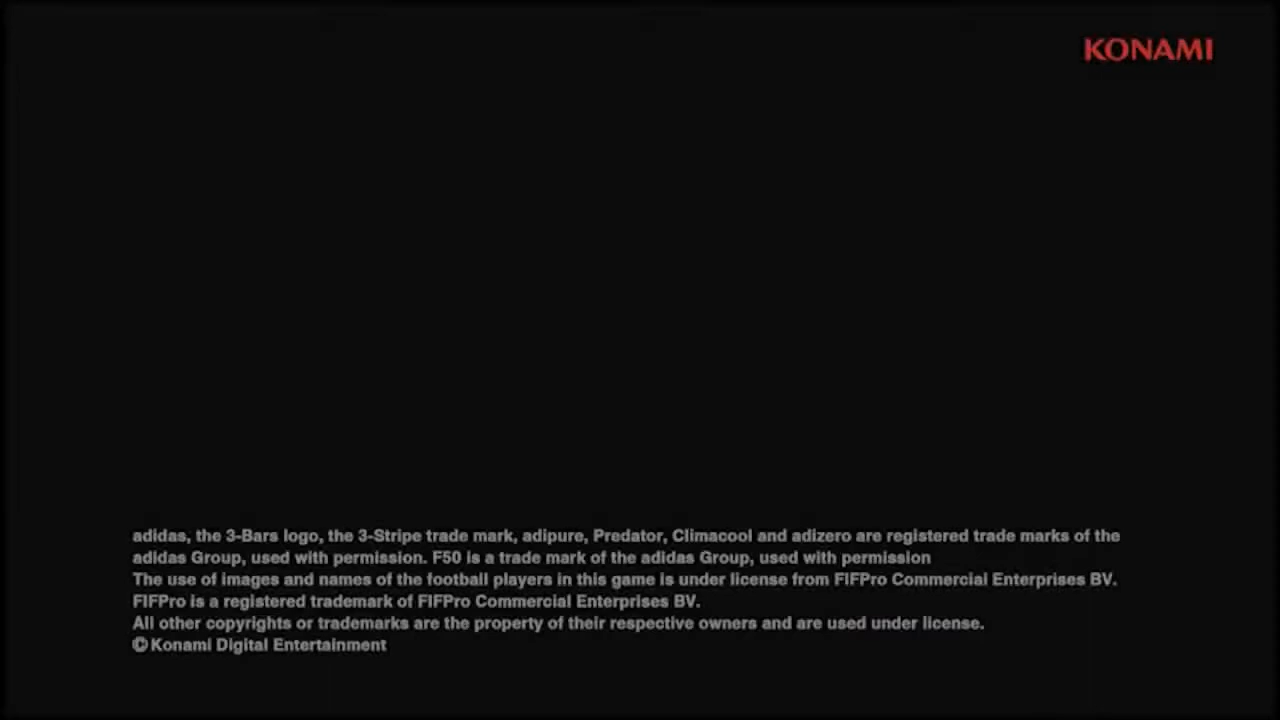 KONAMI
adidas, the 3-Bars logo, the 3-Stripe trade mark, adipure, Predator, Climacool and adizero are registered trade marks of the
adidas Group, used with permission. F50 is a trade mark of the adidas Group, used with permission
The use of images and names of the football players in this game is under license from FIFPro Commercial Enterprises BV.
FIFPro is a registered trademark of FIFPro Commercial Enterprises BV.
All other copyrights or trademarks are the property of their respective owners and are used under license.
© Konami Digital Entertainment